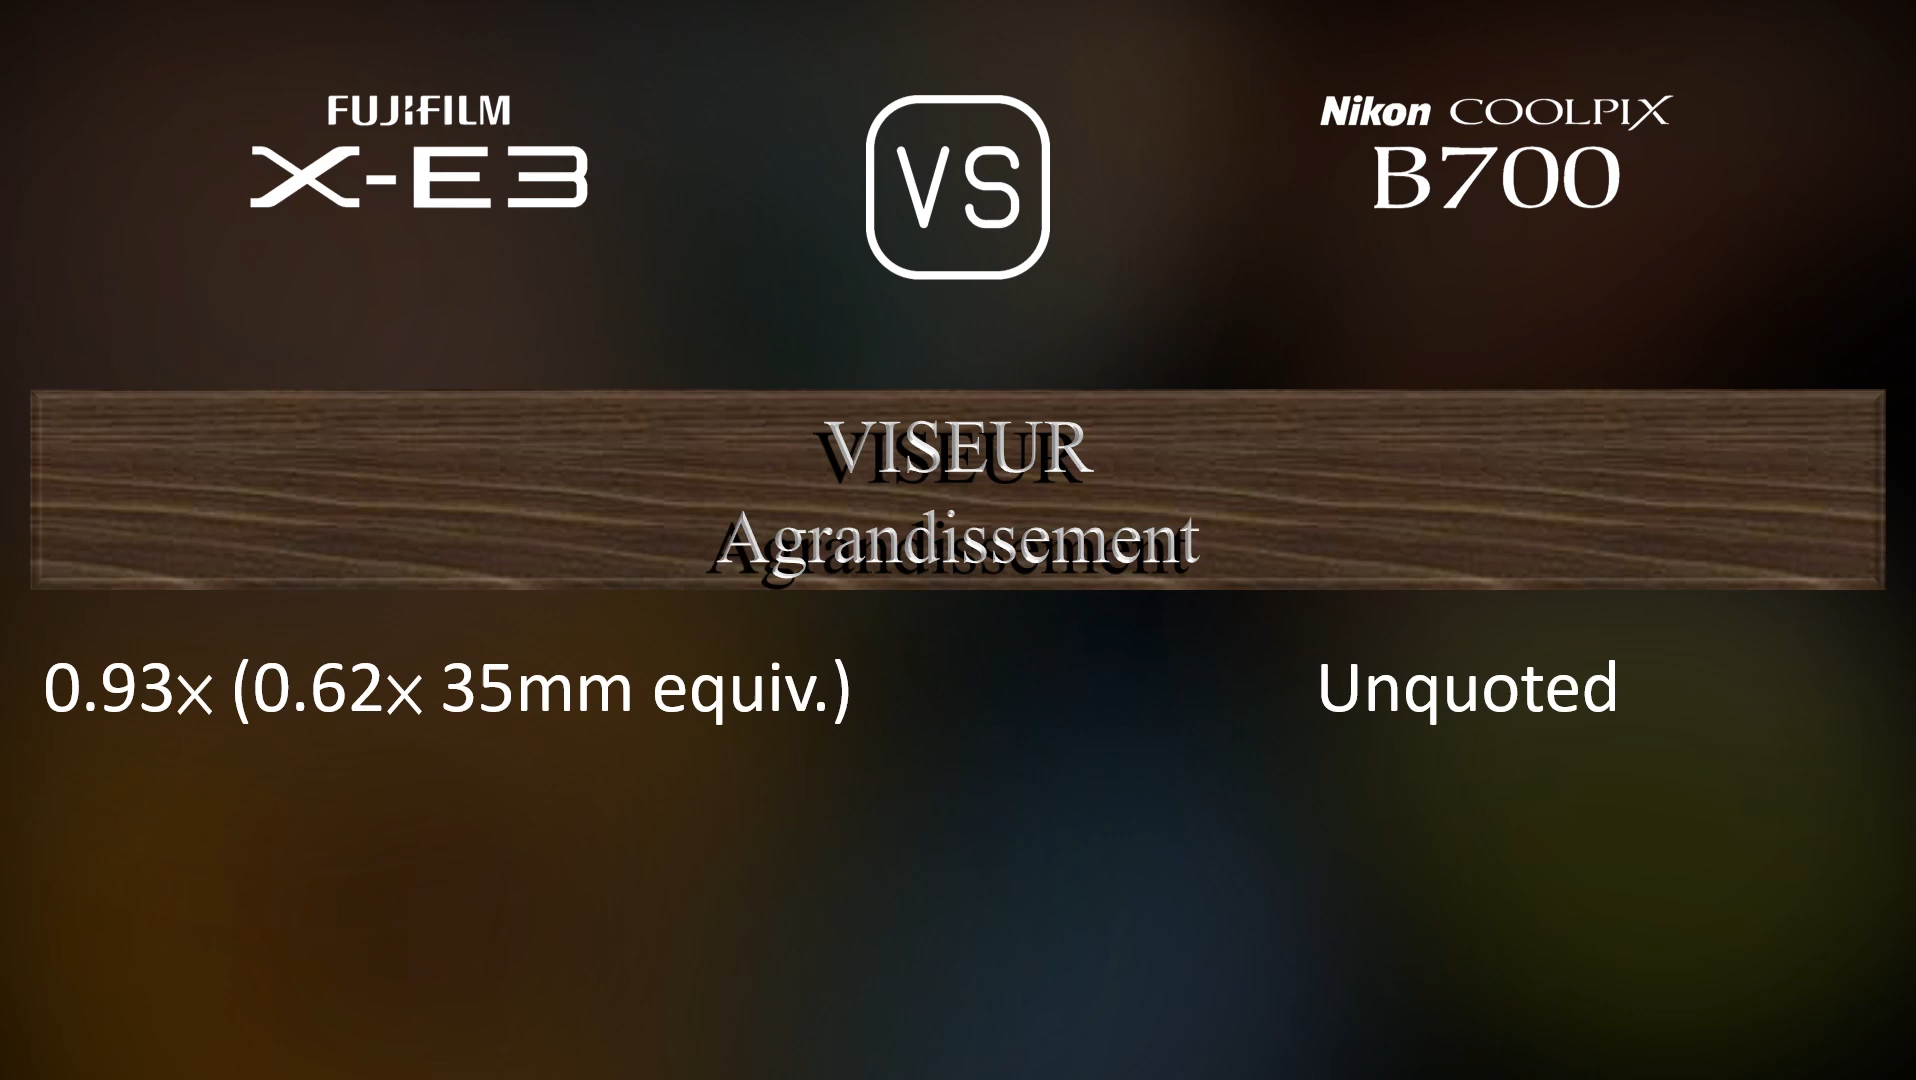 FUJIFILM
X-E3
VS
Nikon COOLPIX
B700
VISEUR
Agrandissement
0.93x (0.62x 35mm equiv.)
Unquoted